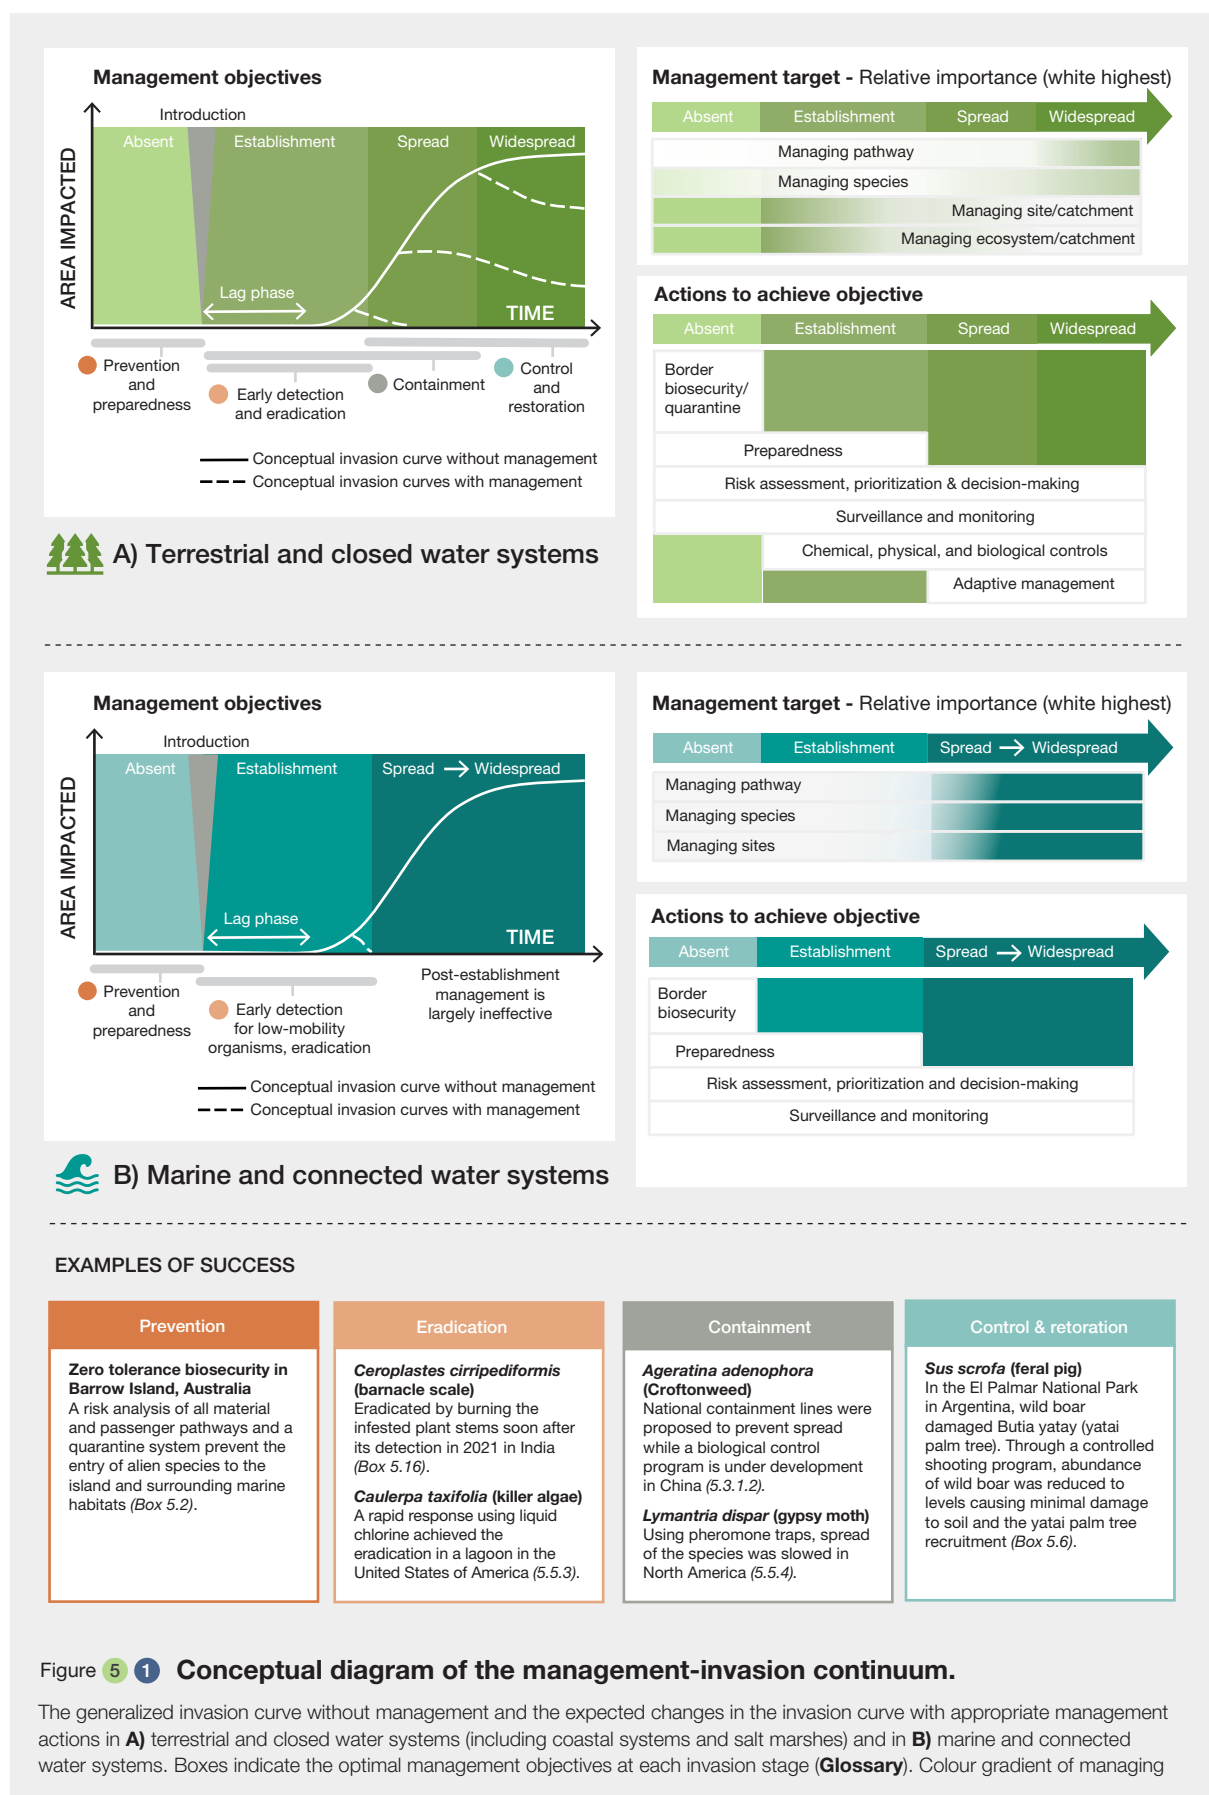 Management objectives
Introduction
Absent
Establishment
Spread
Widespread
AREA IMPACTED
Lag phase
TIME
Prevention
and
preparedness
Early detection
and eradication
Containment
Control
and
restoration
Conceptual invasion curve without management
Conceptual invasion curves with management
A) Terrestrial and closed water systems
Management target - Relative importance (white highest)
Absent
Establishment
Spread
Widespread
Managing pathway
Managing species
Managing site/catchment
Managing ecosystem/catchment
Actions to achieve objective
Absent
Establishment
Spread
Widespread
Border
biosecurity/
quarantine
Preparedness
Risk assessment, prioritization & decision-making
Surveillance and monitoring
Chemical, physical, and biological controls
Adaptive management
Management objectives
Introduction
Absent
Establishment
Spread → Widespread
AREA IMPACTED
Lag phase
TIME
Prevention
and
preparedness
Early detection
for low-mobility
organisms, eradication
Post-establishment
management is
largely ineffective
Conceptual invasion curve without management
Conceptual invasion curves with management
B) Marine and connected water systems
Management target - Relative importance (white highest)
Absent
Establishment
Spread → Widespread
Managing pathway
Managing species
Managing sites
Actions to achieve objective
Absent
Establishment
Spread → Widespread
Border
biosecurity
Preparedness
Risk assessment, prioritization and decision-making
Surveillance and monitoring
EXAMPLES OF SUCCESS
Prevention
Zero tolerance biosecurity in
Barrow Island, Australia
A risk analysis of all material
and passenger pathways and a
quarantine system prevent the
entry of alien species to the
island and surrounding marine
habitats (Box 5.2).
Eradication
Ceroplastes cirripediformis
(barnacle scale)
Eradicated by burning the
infested plant stems soon after
its detection in 2021 in India
(Box 5.16).
Caulerpa taxifolia (killer algae)
A rapid response using liquid
chlorine achieved the
eradication in a lagoon in the
United States of America (5.5.3).
Containment
Ageratina adenophora
(Croftonweed)
National containment lines were
proposed to prevent spread
while a biological control
program is under development
in China (5.3.1.2).
Lymantria dispar (gypsy moth)
Using pheromone traps, spread
of the species was slowed in
North America (5.5.4).
Control & retoration
Sus scrofa (feral pig)
In the El Palmar National Park
in Argentina, wild boar
damaged Butia yatay (yatai
palm tree). Through a controlled
shooting program, abundance
of wild boar was reduced to
levels causing minimal damage
to soil and the yatai palm tree
recruitment (Box 5.6).
Figure 5 1 Conceptual diagram of the management-invasion continuum.
The generalized invasion curve without management and the expected changes in the invasion curve with appropriate management
actions in A) terrestrial and closed water systems (including coastal systems and salt marshes) and in B) marine and connected
water systems. Boxes indicate the optimal management objectives at each invasion stage (Glossary). Colour gradient of managing